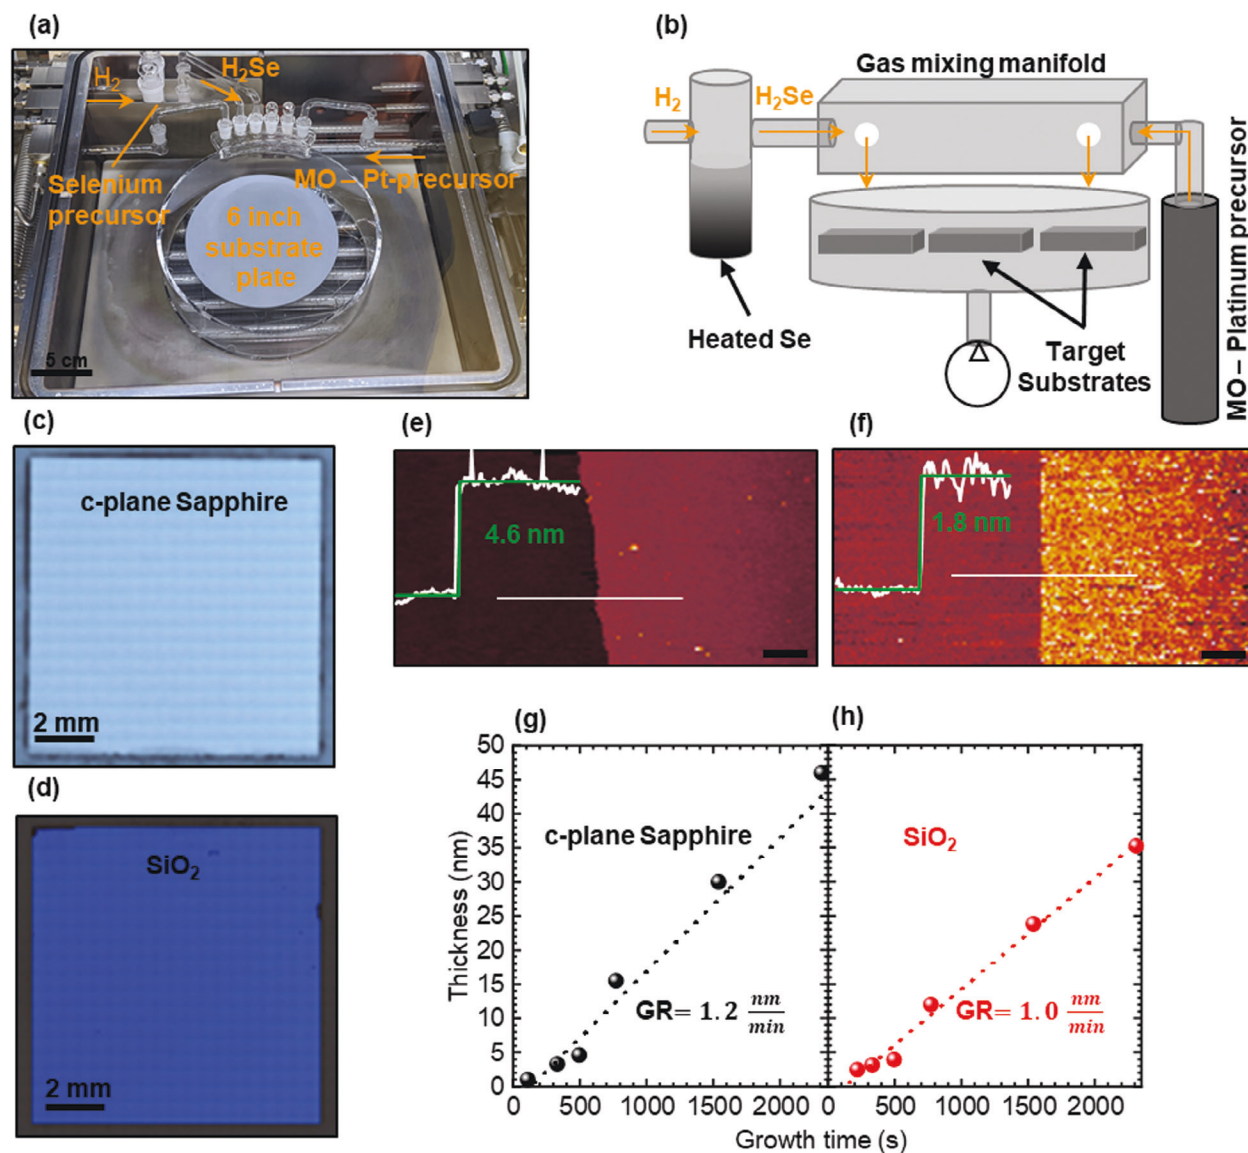 (a)
H₂
H₂Se
Selenium
precursor
MO – Pt-precursor
6 inch
substrate
plate
5 cm
(b)
Gas mixing manifold
H₂
H₂Se
Heated Se
Target
Substrates
MO – Platinum precursor
(c)
c-plane Sapphire
2 mm
(d)
SiO₂
2 mm
(e)
4.6 nm
(f)
1.8 nm
(g)
50
45
40
35
30
25
20
15
10
5
0
Thickness (nm)
c-plane Sapphire
GR= 1.2 nm/min
0 500 1000 1500 2000
(h)
SiO₂
GR= 1.0 nm/min
0 500 1000 1500 2000
Growth time (s)